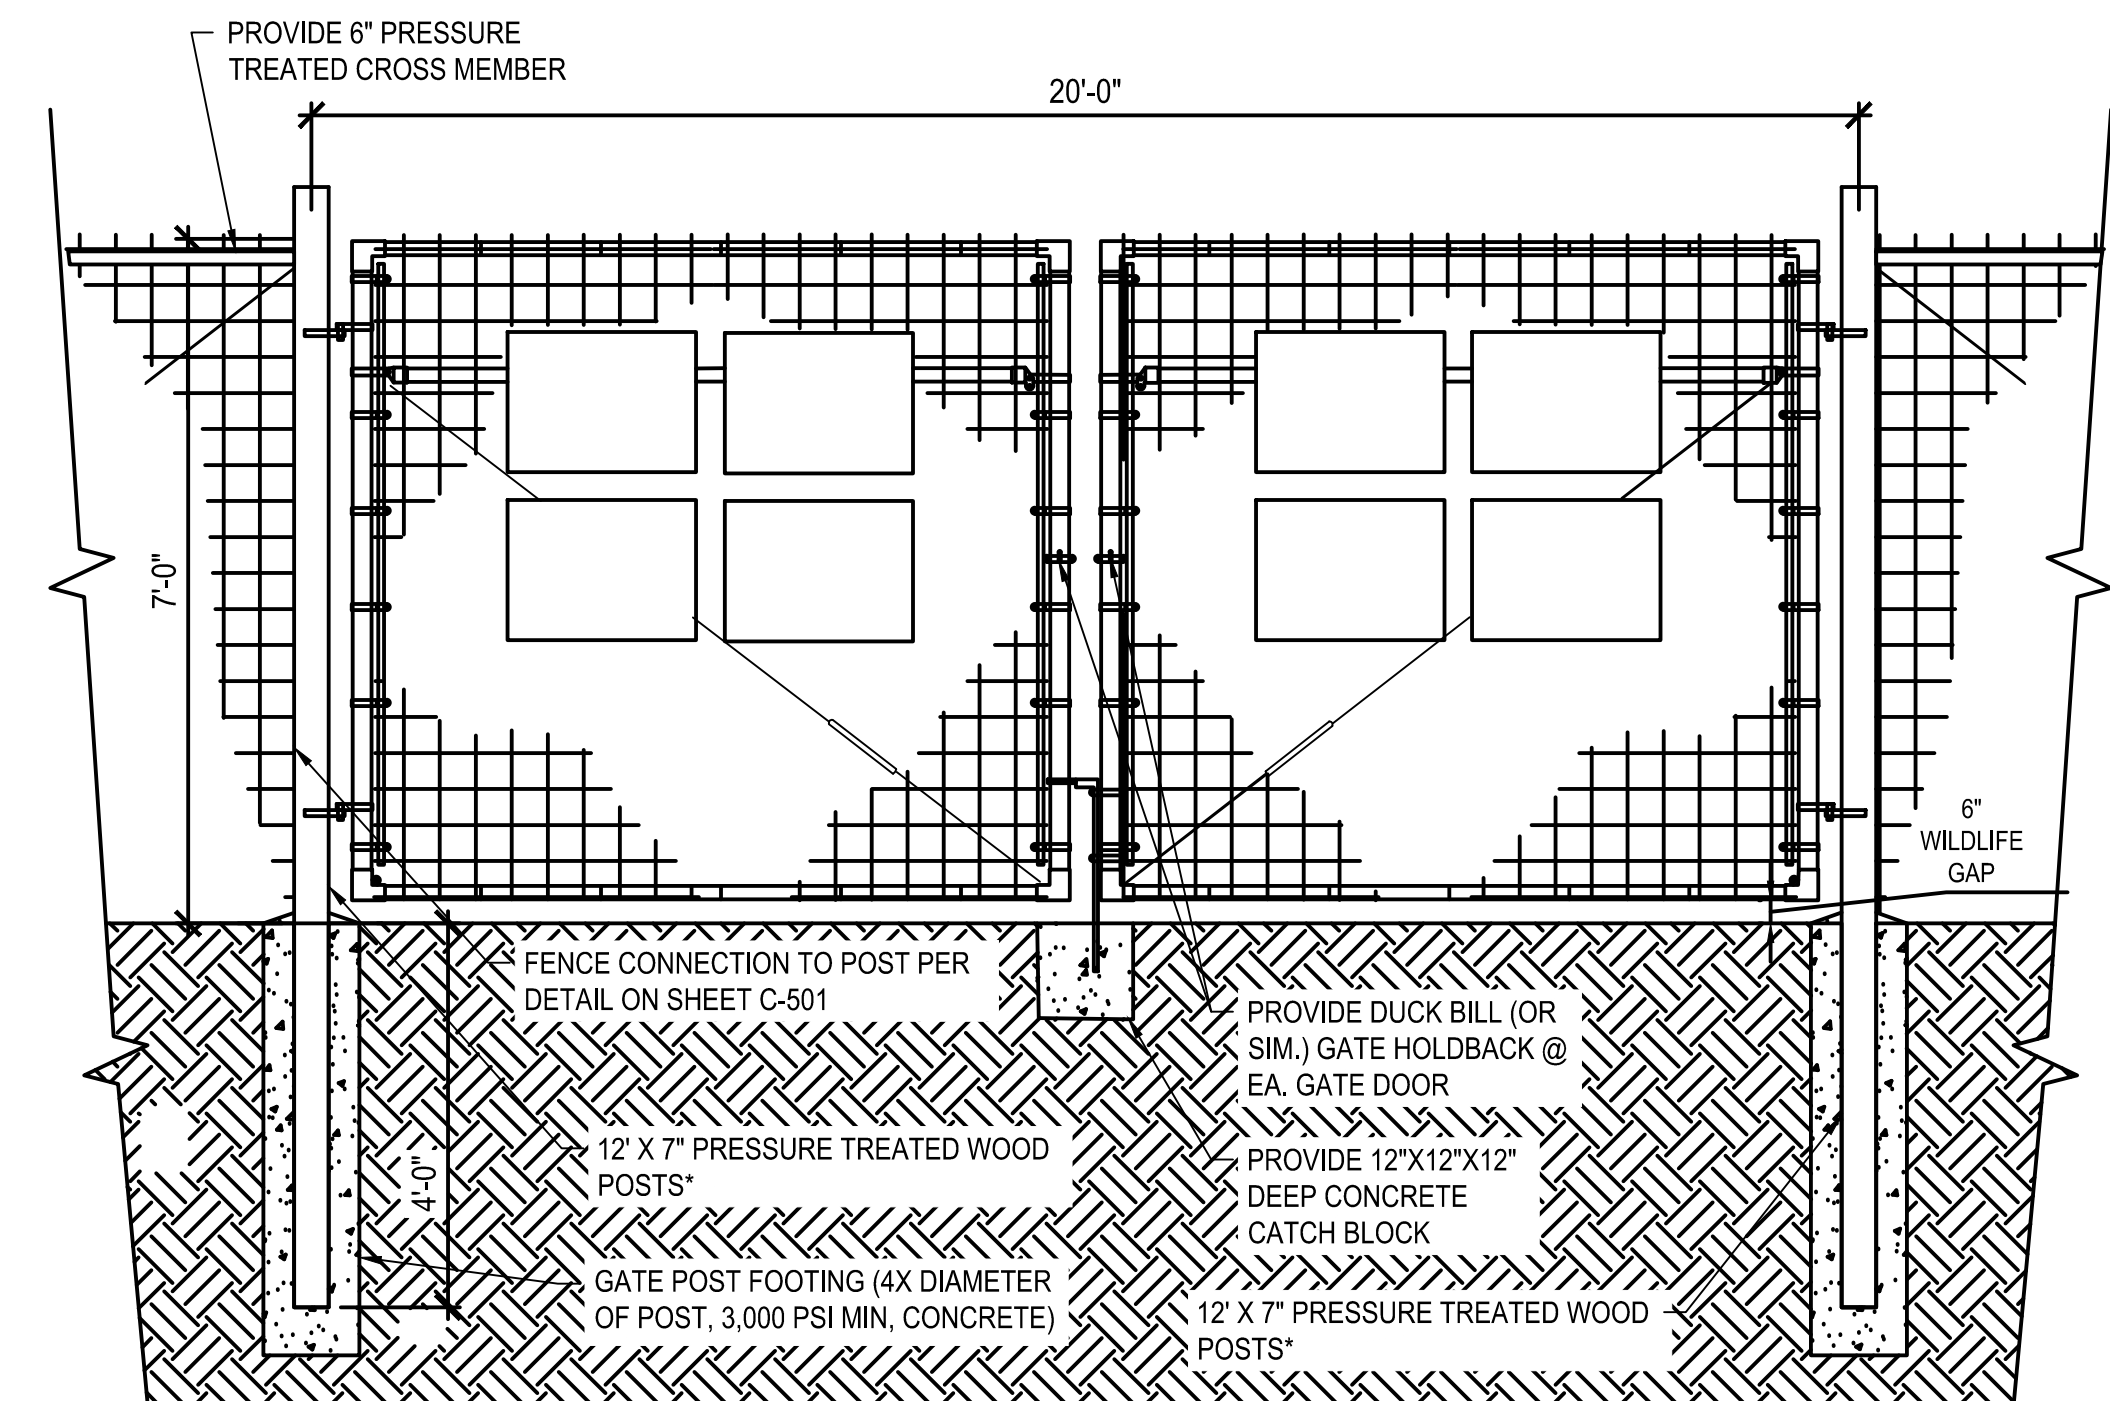 PROVIDE 6" PRESSURE
TREATED CROSS MEMBER
20'-0"
7'-0"
6"
WILDLIFE
GAP
FENCE CONNECTION TO POST PER
DETAIL ON SHEET C-501
PROVIDE DUCK BILL (OR
SIM.) GATE HOLDBACK @
EA. GATE DOOR
12' X 7" PRESSURE TREATED WOOD
POSTS*
4'-0"
PROVIDE 12"X12"X12"
DEEP CONCRETE
CATCH BLOCK
GATE POST FOOTING (4X DIAMETER
OF POST, 3,000 PSI MIN, CONCRETE)
12' X 7" PRESSURE TREATED WOOD
POSTS*